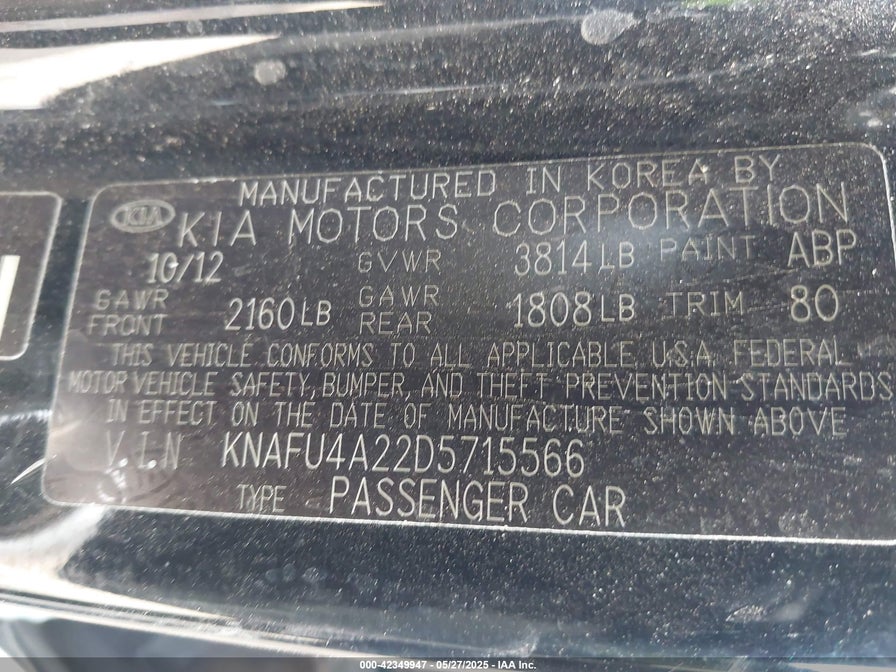 MANUFACTURED IN KOREA BY
KIA KIA MOTORS CORPORATION
10/12 GVWR 3814LB PAINT ABP
GAWR FRONT 2160LB GAWR REAR 1808LB TRIM 80
THIS VEHICLE CONFORMS TO ALL APPLICABLE U.S.A. FEDERAL
MOTOR VEHICLE SAFETY, BUMPER, AND THEFT PREVENTION STANDARDS
IN EFFECT ON THE DATE OF MANUFACTURE SHOWN ABOVE
V.I.N KNAFU4A22D5715566
TYPE PASSENGER CAR
000-42349947 - 05/27/2025 - IAA Inc.